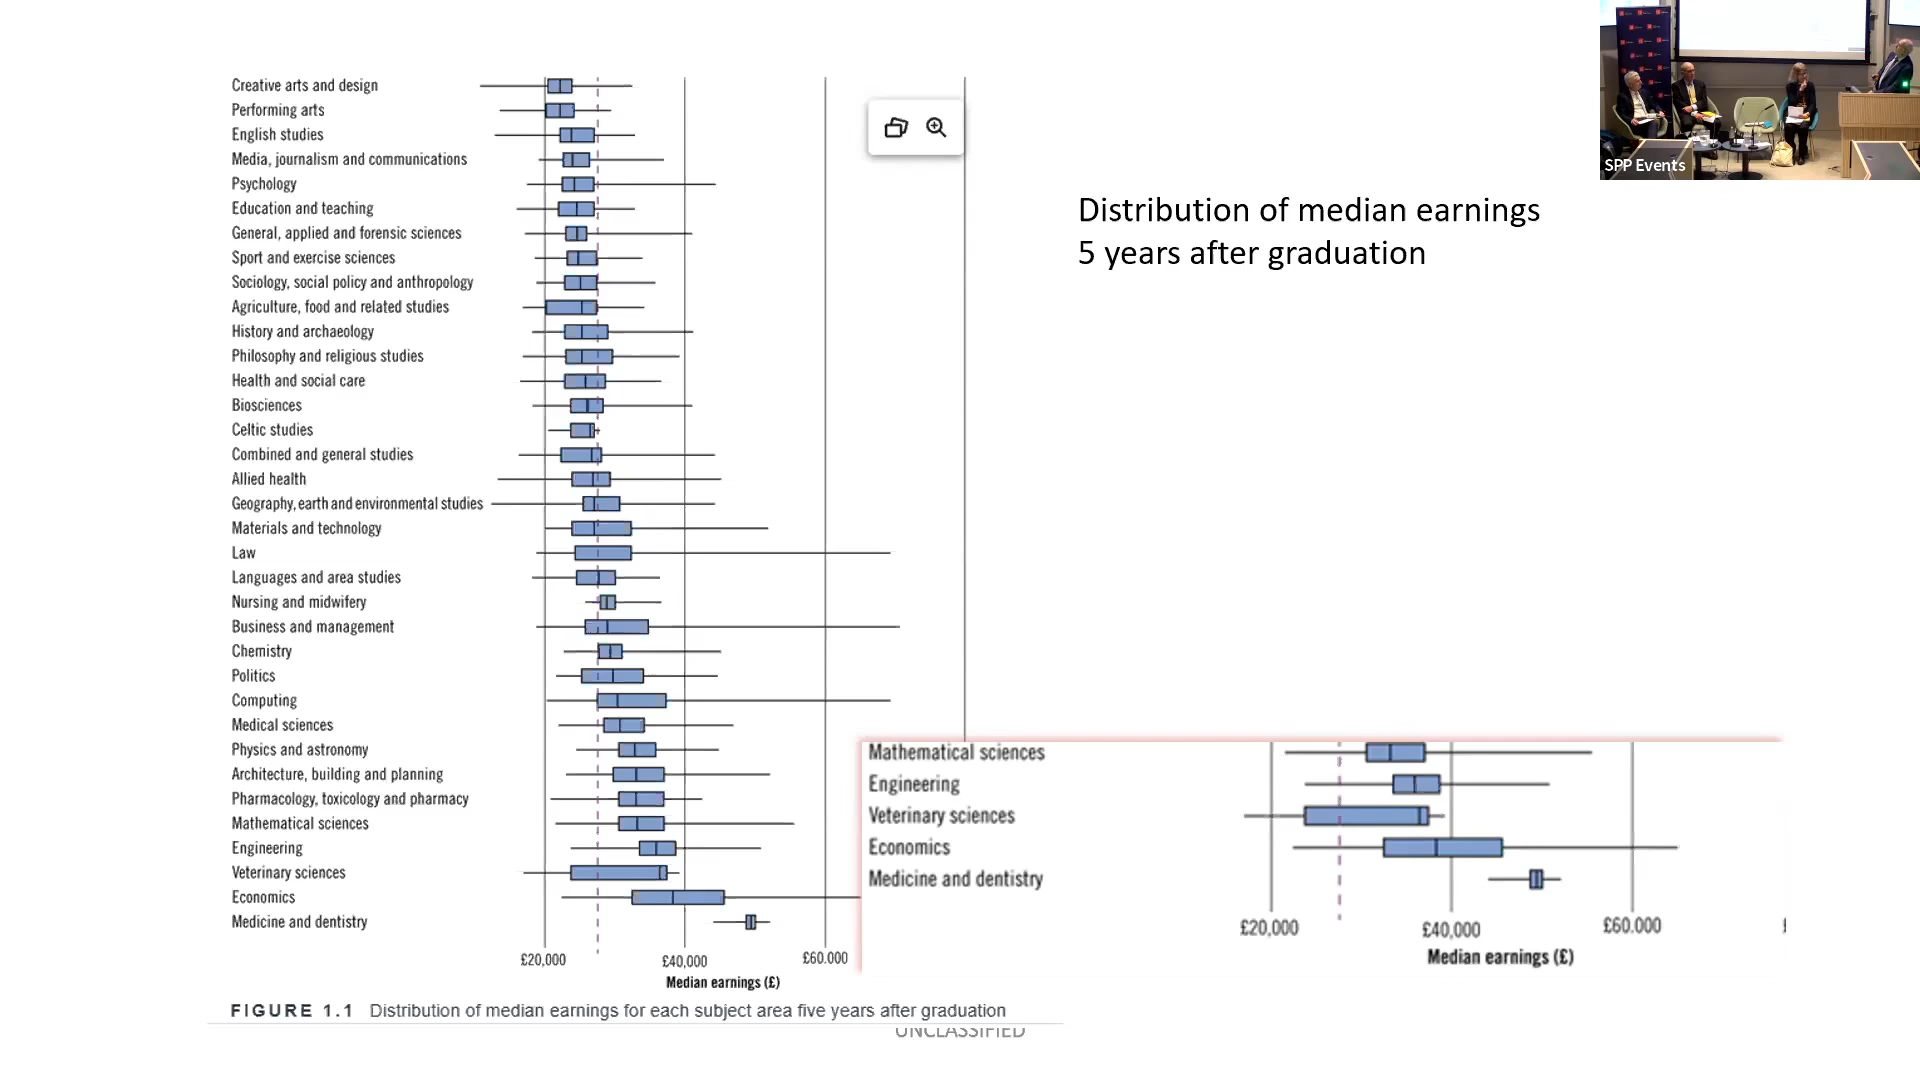 Creative arts and design
Performing arts
English studies
Media, journalism and communications
Psychology
Education and teaching
General, applied and forensic sciences
Sport and exercise sciences
Sociology, social policy and anthropology
Agriculture, food and related studies
History and archaeology
Philosophy and religious studies
Health and social care
Biosciences
Celtic studies
Combined and general studies
Allied health
Geography, earth and environmental studies
Materials and technology
Law
Languages and area studies
Nursing and midwifery
Business and management
Chemistry
Politics
Computing
Medical sciences
Physics and astronomy
Architecture, building and planning
Pharmacology, toxicology and pharmacy
Mathematical sciences
Engineering
Veterinary sciences
Economics
Medicine and dentistry
£20,000 £40,000 £60.000
Median earnings (£)
FIGURE 1.1 Distribution of median earnings for each subject area five years after graduation
UNCLASSIFIED
SPP Events
Distribution of median earnings
5 years after graduation
Mathematical sciences
Engineering
Veterinary sciences
Economics
Medicine and dentistry
£20,000 £40,000 £60.000
Median earnings (£)